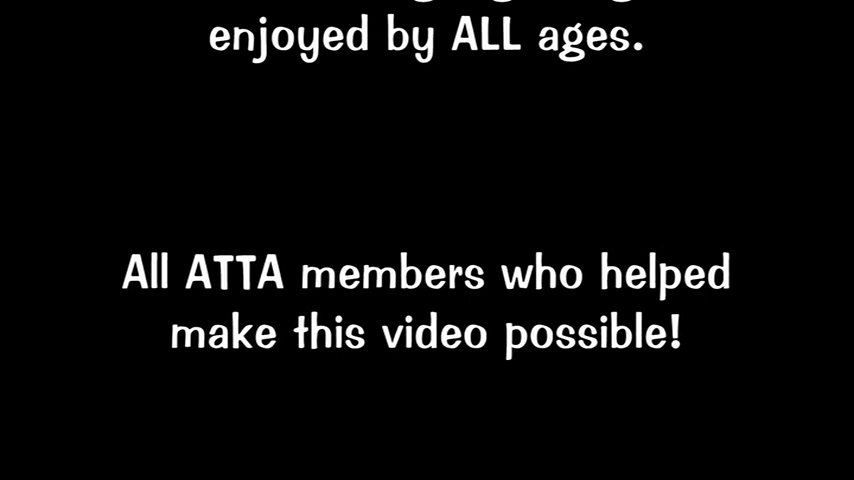 enjoyed by ALL ages.
All ATTA members who helped
make this video possible!